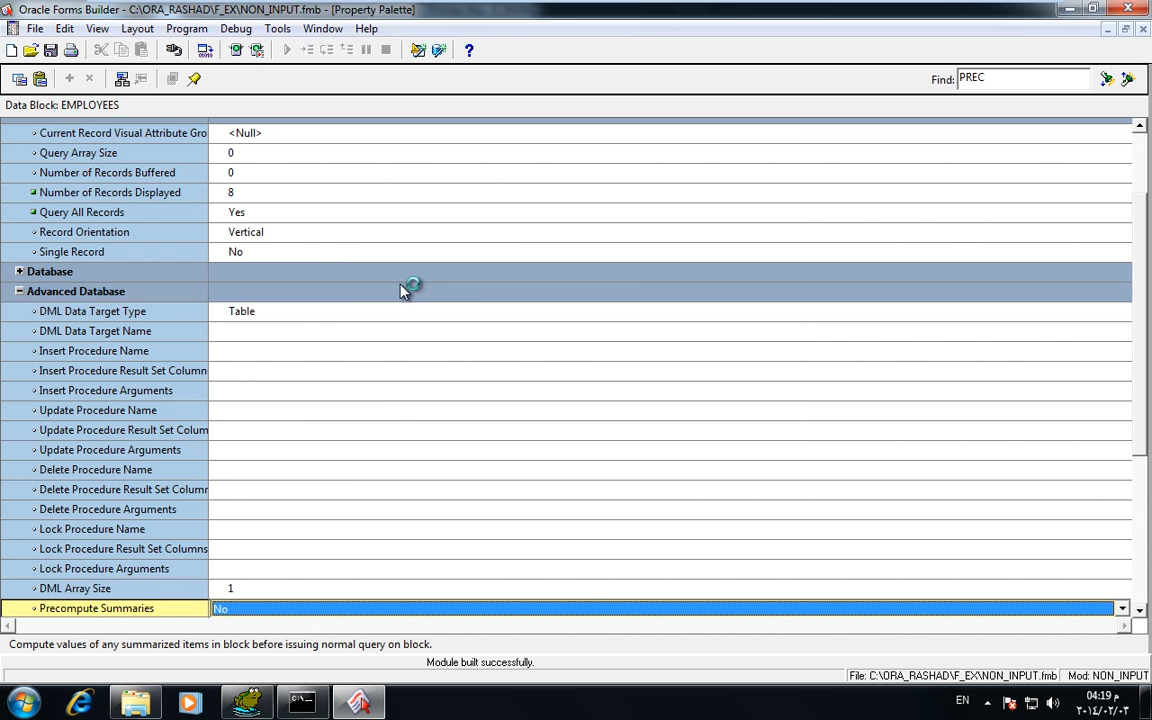 Oracle Forms Builder - C:\ORA_RASHAD\F_EX\NON_INPUT.fmb - [Property Palette]
File Edit View Layout Program Debug Tools Window Help
Find: PREC
Data Block: EMPLOYEES
Current Record Visual Attribute Gro <Null>
Query Array Size 0
Number of Records Buffered 0
Number of Records Displayed 8
Query All Records Yes
Record Orientation Vertical
Single Record No
Database
Advanced Database
DML Data Target Type Table
DML Data Target Name
Insert Procedure Name
Insert Procedure Result Set Column
Insert Procedure Arguments
Update Procedure Name
Update Procedure Result Set Colum
Update Procedure Arguments
Delete Procedure Name
Delete Procedure Result Set Column
Delete Procedure Arguments
Lock Procedure Name
Lock Procedure Result Set Columns
Lock Procedure Arguments
DML Array Size 1
Precompute Summaries No
Compute values of any summarized items in block before issuing normal query on block.
Module built successfully.
File: C:\ORA_RASHAD\F_EX\NON_INPUT.fmb Mod: NON_INPUT
EN
04:19 م
٢٠١٤/٠٢/٠٣